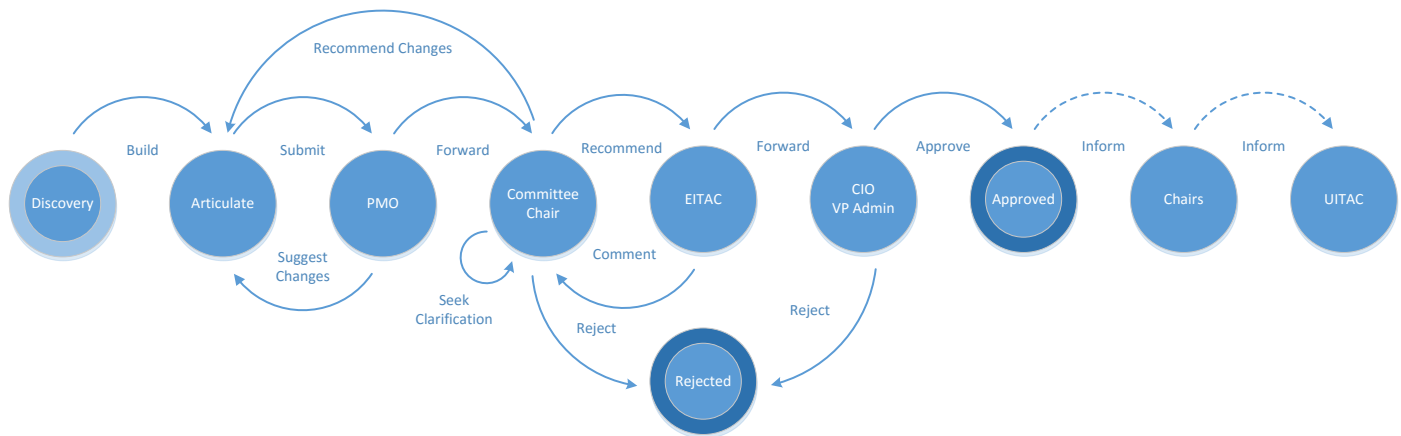 Recommend Changes
Build
Submit
Forward
Recommend
Forward
Approve
Inform
Inform
Discovery
Articulate
PMO
Committee
Chair
EITAC
CIO
VP Admin
Approved
Chairs
UITAC
Suggest
Changes
Comment
Seek
Clarification
Reject
Reject
Rejected